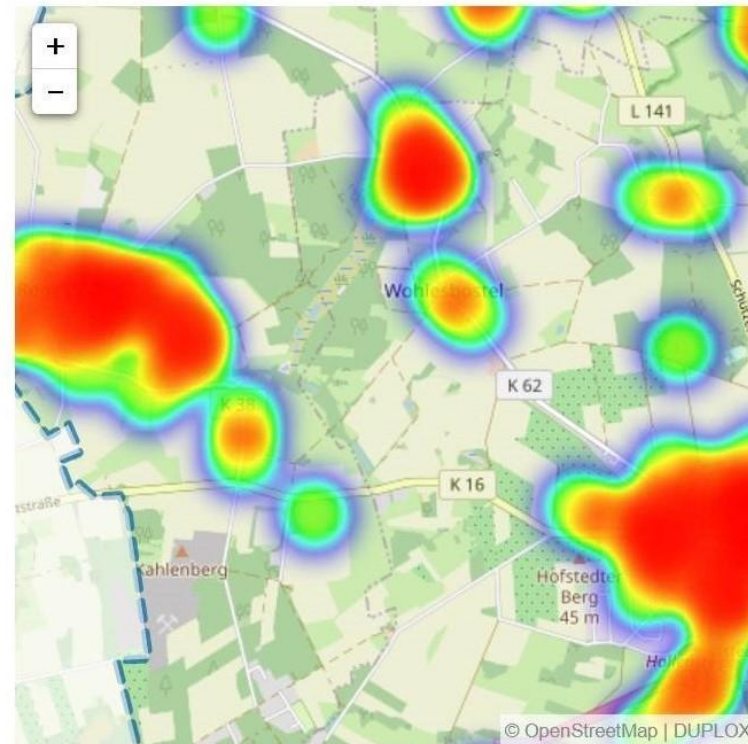 +
−
L 141
Wohlesbostel
K 62
K 38
K 16
Kahlenberg
Hofstedter
Berg
45 m
© OpenStreetMap | DUPLOX